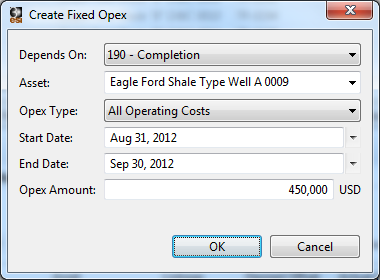 Create Fixed Opex
Depends On: 190 - Completion
Asset: Eagle Ford Shale Type Well A 0009
Opex Type: All Operating Costs
Start Date: Aug 31, 2012
End Date: Sep 30, 2012
Opex Amount: 450,000 USD
OK Cancel